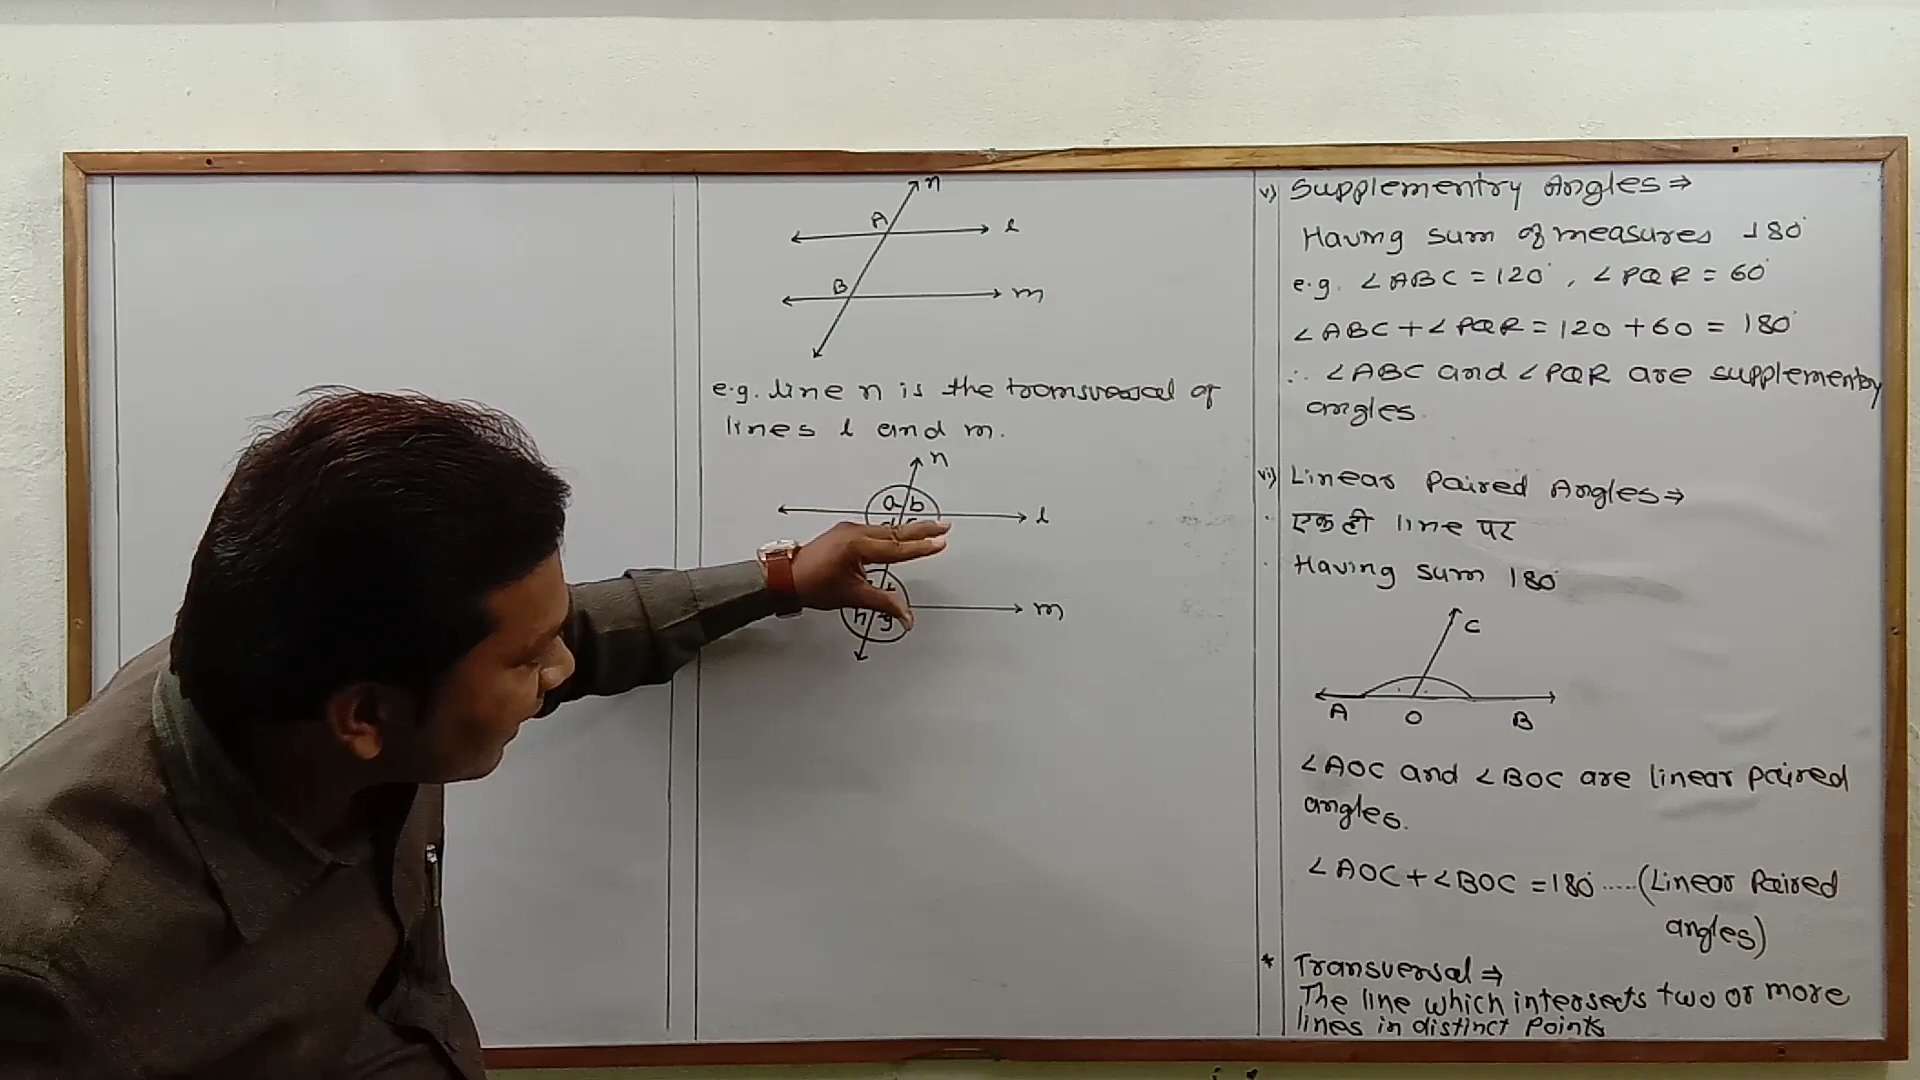 n
A
l
B
m
e.g. line n is the transversal of
lines l and m.
n
a b
l
m
h g
v) Supplementry Angles ⇒
Having sum of measures 180°
e.g. ∠ABC = 120°, ∠PQR = 60°
∠ABC + ∠PQR = 120 + 60 = 180°
∴ ∠ABC and ∠PQR are supplementry
angles.
vi) Linear Paired Angles ⇒
· एक ही line पर
· Having sum 180°
C
A O B
∠AOC and ∠BOC are linear paired
angles.
∠AOC + ∠BOC = 180°.....(Linear Paired
angles)
* Transversal ⇒
The line which intersects two or more
lines in distinct points